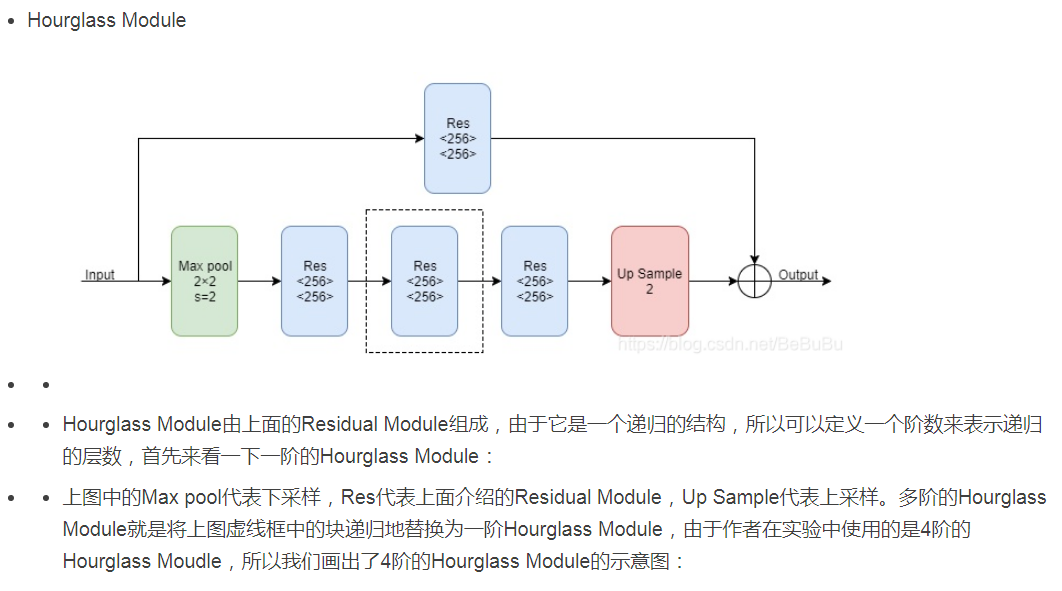 Hourglass Module
Res
<256>
<256>
Input
Max pool
2×2
s=2
Res
<256>
<256>
Res
<256>
<256>
Res
<256>
<256>
Up Sample
2
Output
https://blog.csdn.net/BeBuBu
Hourglass Module由上面的Residual Module组成，由于它是一个递归的结构，所以可以定义一个阶数来表示递归
的层数，首先来看一下一阶的Hourglass Module：
上图中的Max pool代表下采样，Res代表上面介绍的Residual Module，Up Sample代表上采样。多阶的Hourglass
Module就是将上图虚线框中的块递归地替换为一阶Hourglass Module，由于作者在实验中使用的是4阶的
Hourglass Moudle，所以我们画出了4阶的Hourglass Module的示意图：